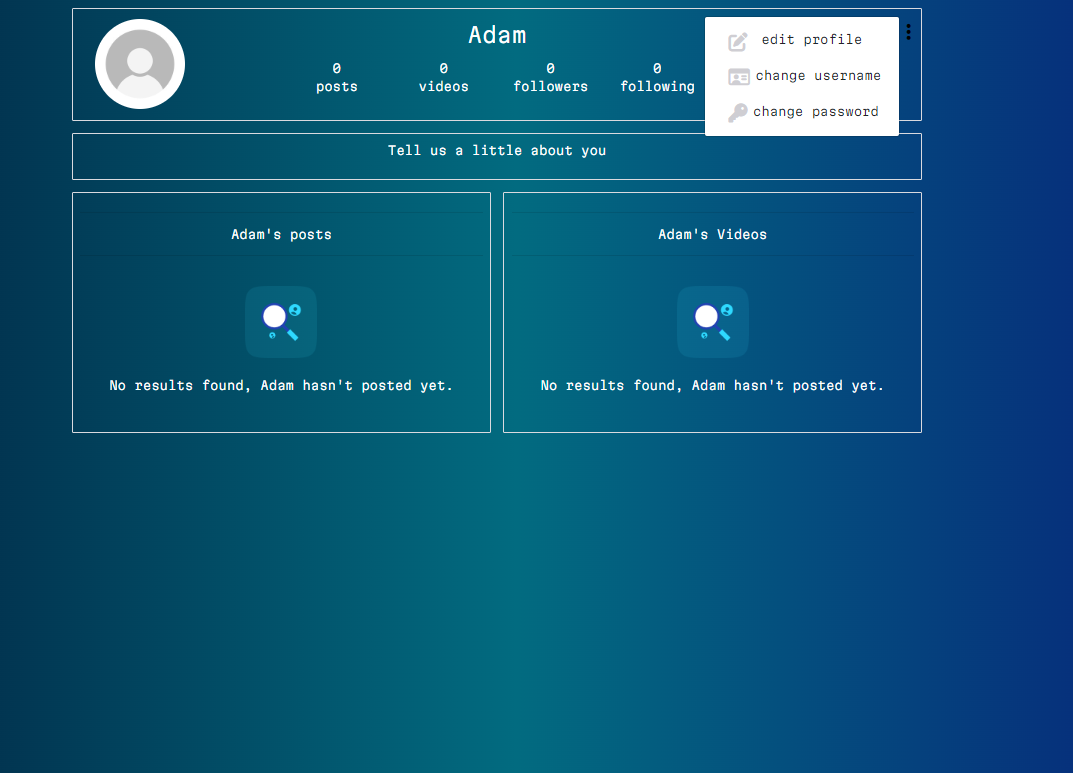 Adam
0
posts
0
videos
0
followers
0
following
edit profile
change username
change password
Tell us a little about you
Adam's posts
No results found, Adam hasn't posted yet.
Adam's Videos
No results found, Adam hasn't posted yet.